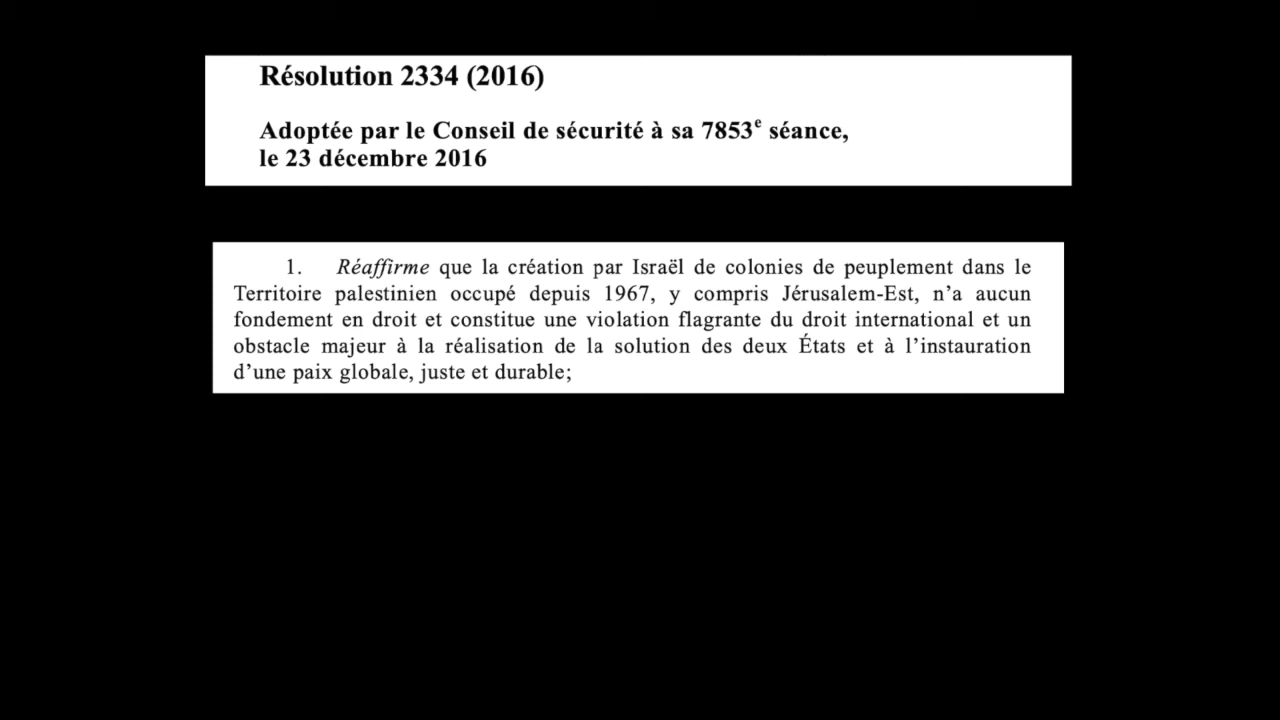 Résolution 2334 (2016)
Adoptée par le Conseil de sécurité à sa 7853e séance,
le 23 décembre 2016
1. Réaffirme que la création par Israël de colonies de peuplement dans le
Territoire palestinien occupé depuis 1967, y compris Jérusalem-Est, n’a aucun
fondement en droit et constitue une violation flagrante du droit international et un
obstacle majeur à la réalisation de la solution des deux États et à l’instauration
d’une paix globale, juste et durable;